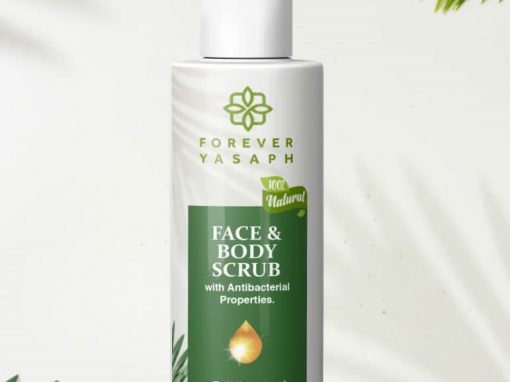 FOREVER
YASAPH
100%
Natural
FACE &
BODY
SCRUB
with Antibacterial
Properties.